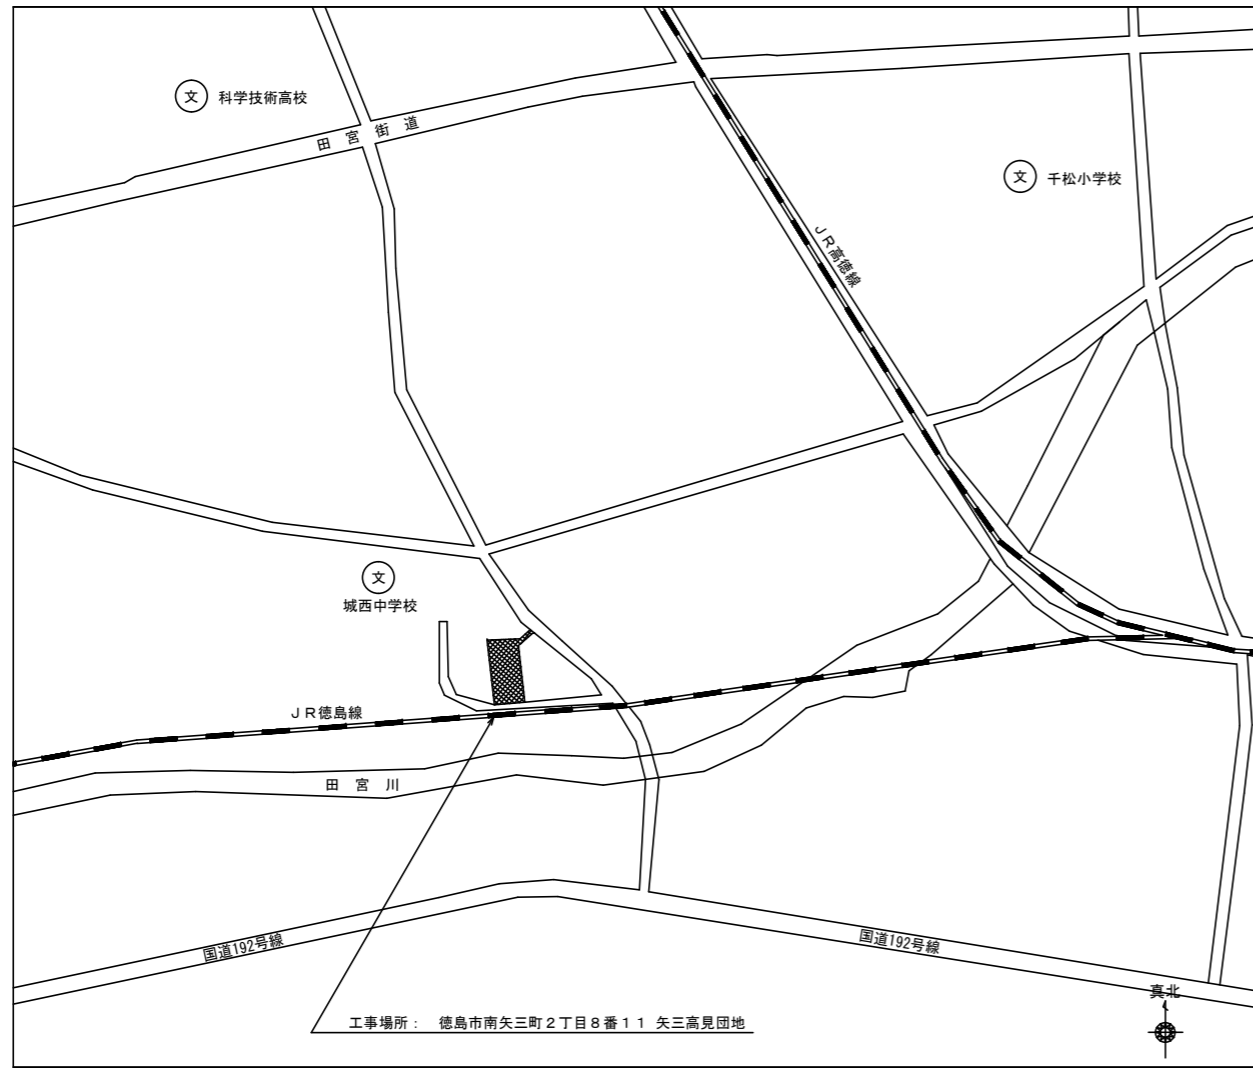 文 科学技術高校
田宮街道
文 千松小学校
ＪＲ高徳線
文
城西中学校
ＪＲ徳島線
田宮川
国道192号線
国道192号線
真北
工事場所： 徳島市南矢三町２丁目８番１１ 矢三高見団地